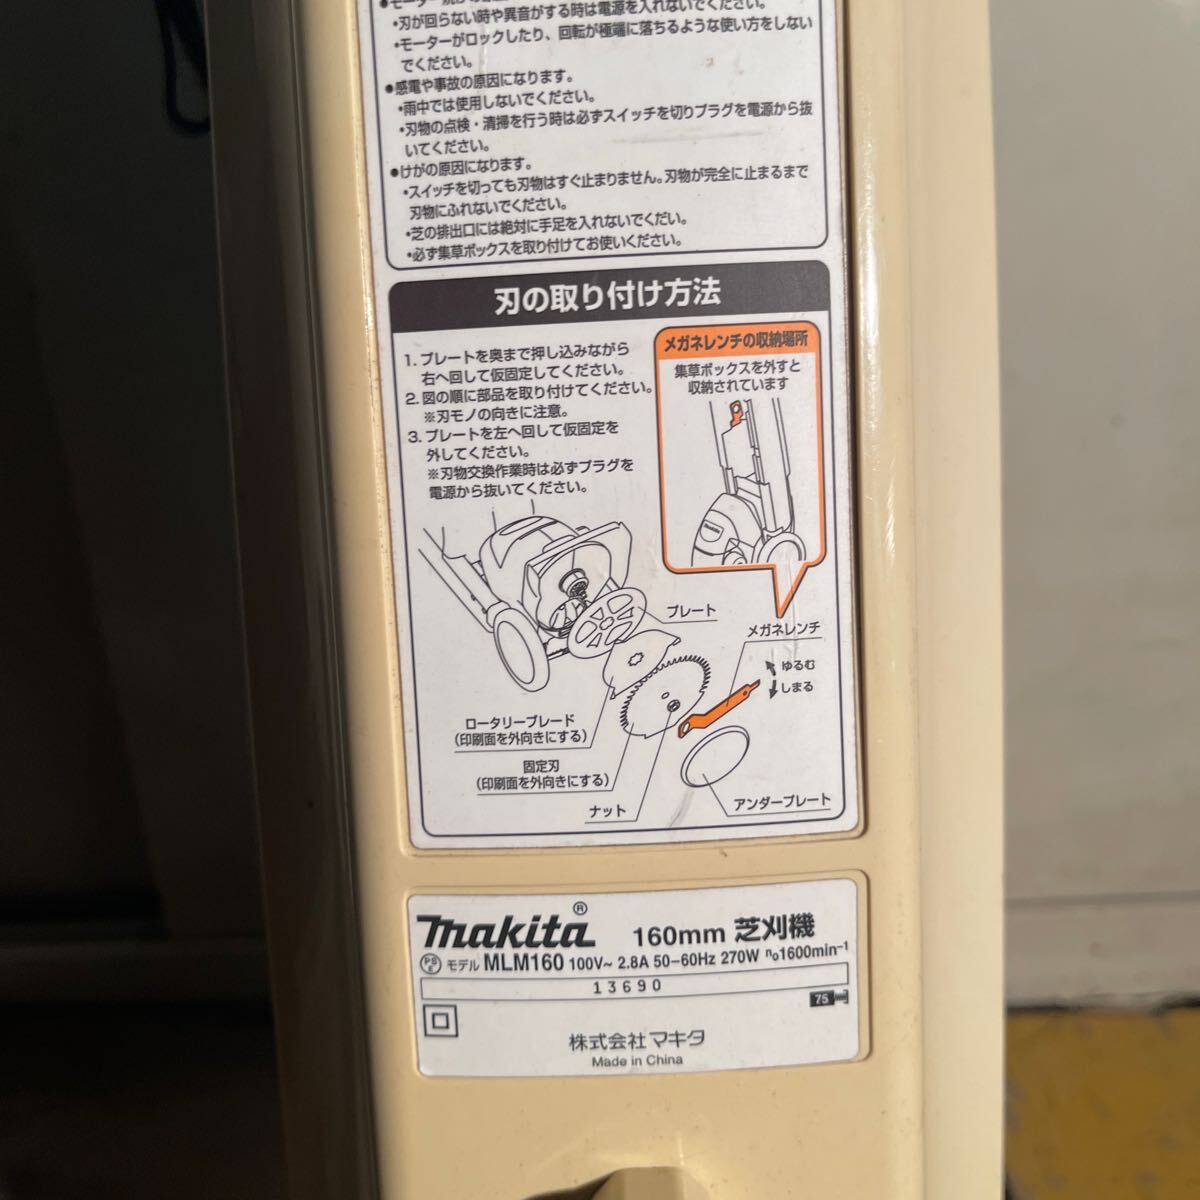 ・刃が回らない時や異音がする時は電源を入れないでください。
・モーターがロックしたり、回転が極端に落ちるような使い方をしない
でください。
●感電や事故の原因になります。
・雨中では使用しないでください。
・刃物の点検・清掃を行う時は必ずスイッチを切りプラグを電源から抜
いてください。
●けがの原因になります。
・スイッチを切っても刃物はすぐ止まりません。刃物が完全に止まるまで
刃物にふれないでください。
・芝の排出口には絶対に手足を入れないでだい。
・必ず集草ボックスを取り付けてお使いください。
刃の取り付け方法
1. プレートを奥まで押し込みながら
右へ回して仮固定してください。
2. 図の順に部品を取り付けてください。
※刃モノの向きに注意。
3. プレートを左へ回して仮固定を
外してください。
※刃物交換作業時は必ずプラグを
電源から抜いてください。
メガネレンチの収納場所
集草ボックスを外すと
収納されています
プレート
メガネレンチ
ゆるむ
しまる
ロータリーブレード
(印刷面を外向きにする)
固定刃
(印刷面を外向きにする)
ナット
アンダープレート
makita® 160mm 芝刈機
PSE モデル MLM160 100V~ 2.8A 50-60Hz 270W n₀1600min⁻¹
13690
75
株式会社マキタ
Made in China